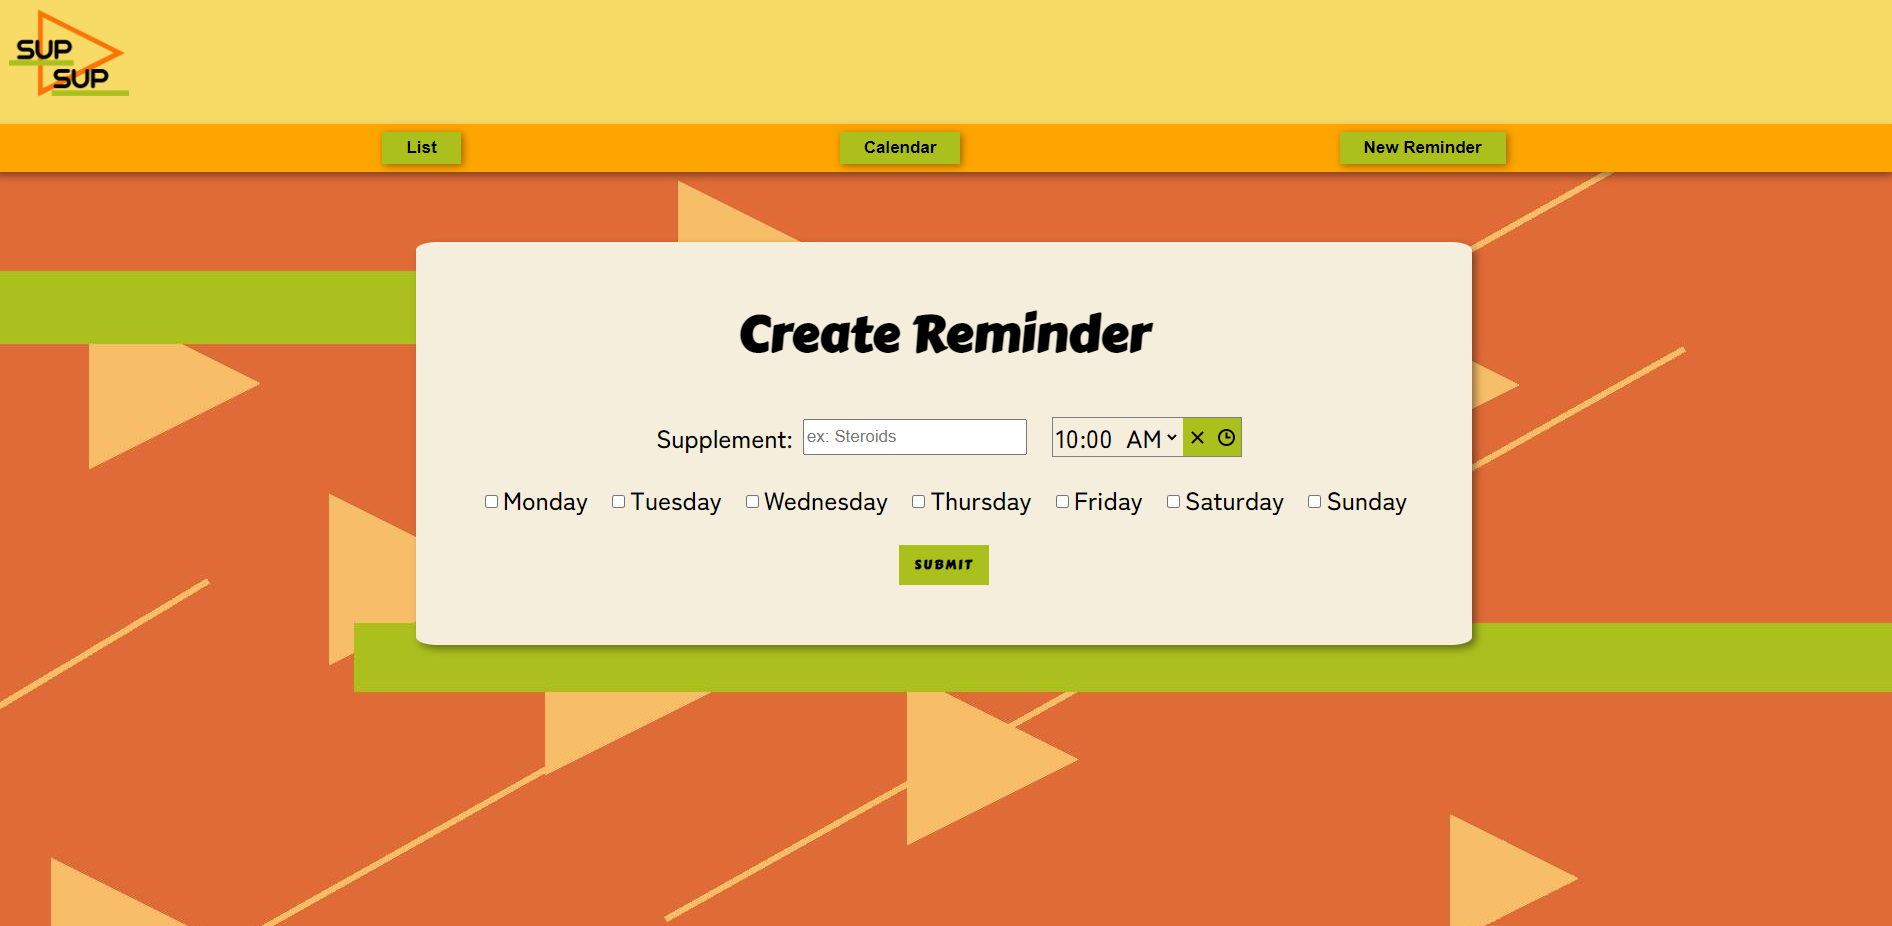 SUP
SUP
List Calendar New Reminder
Create Reminder
Supplement: ex: Steroids 10:00 AM
Monday Tuesday Wednesday Thursday Friday Saturday Sunday
SUBMIT